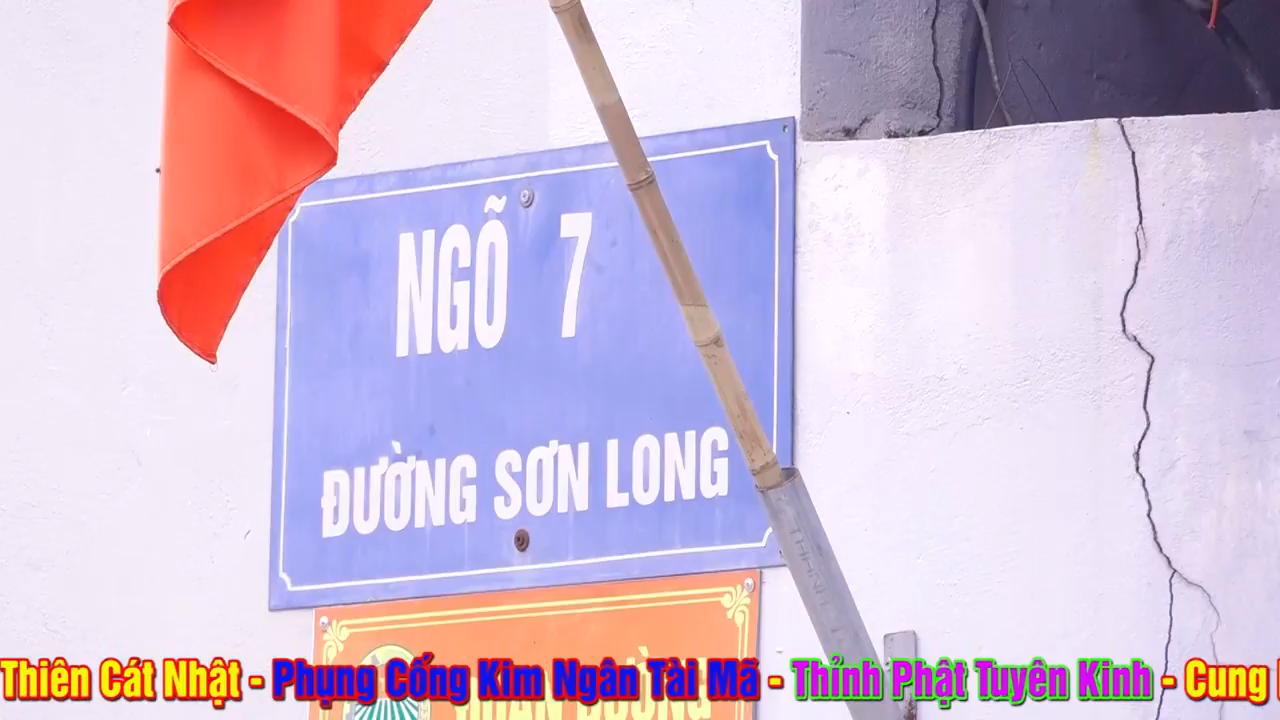 NGÕ 7
ĐƯỜNG SƠN LONG
Thiên Cát Nhật - Phụng Cống Kim Ngân Tài Mã - Thỉnh Phật Tuyên Kinh - Cung